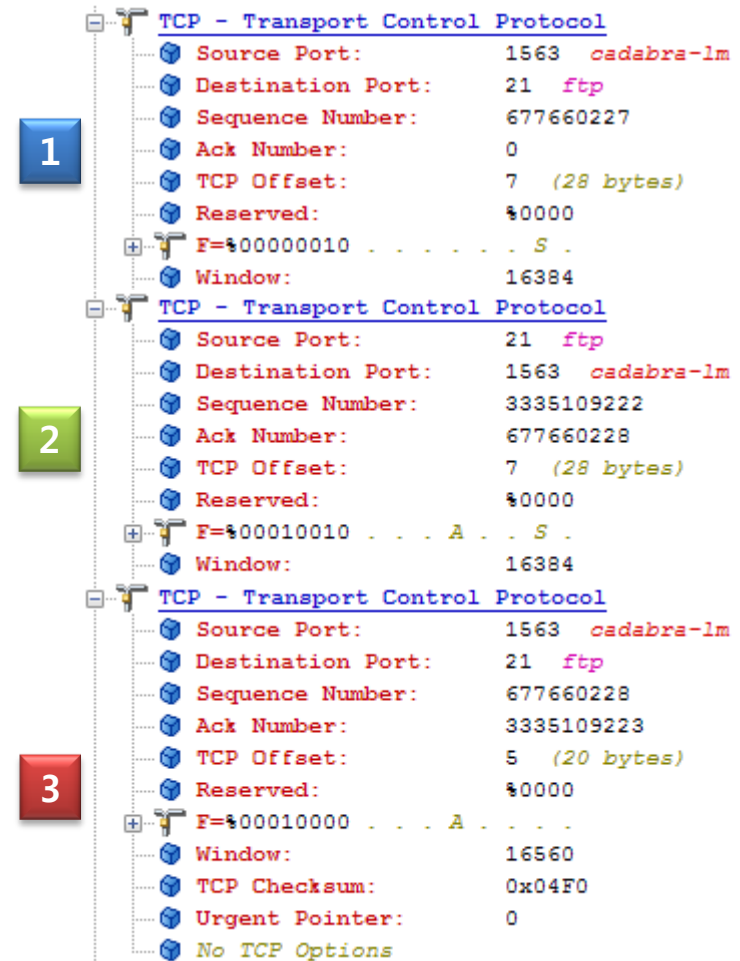 TCP - Transport Control Protocol
Source Port: 1563 cadabra-lm
Destination Port: 21 ftp
Sequence Number: 677660227
1
Ack Number: 0
TCP Offset: 7 (28 bytes)
Reserved: %0000
F=%00000010 . . . . . . S .
Window: 16384
TCP - Transport Control Protocol
Source Port: 21 ftp
Destination Port: 1563 cadabra-lm
Sequence Number: 3335109222
2
Ack Number: 677660228
TCP Offset: 7 (28 bytes)
Reserved: %0000
F=%00010010 . . . A . . S .
Window: 16384
TCP - Transport Control Protocol
Source Port: 1563 cadabra-lm
Destination Port: 21 ftp
Sequence Number: 677660228
Ack Number: 3335109223
TCP Offset: 5 (20 bytes)
3
Reserved: %0000
F=%00010000 . . . A . . . .
Window: 16560
TCP Checksum: 0x04F0
Urgent Pointer: 0
No TCP Options